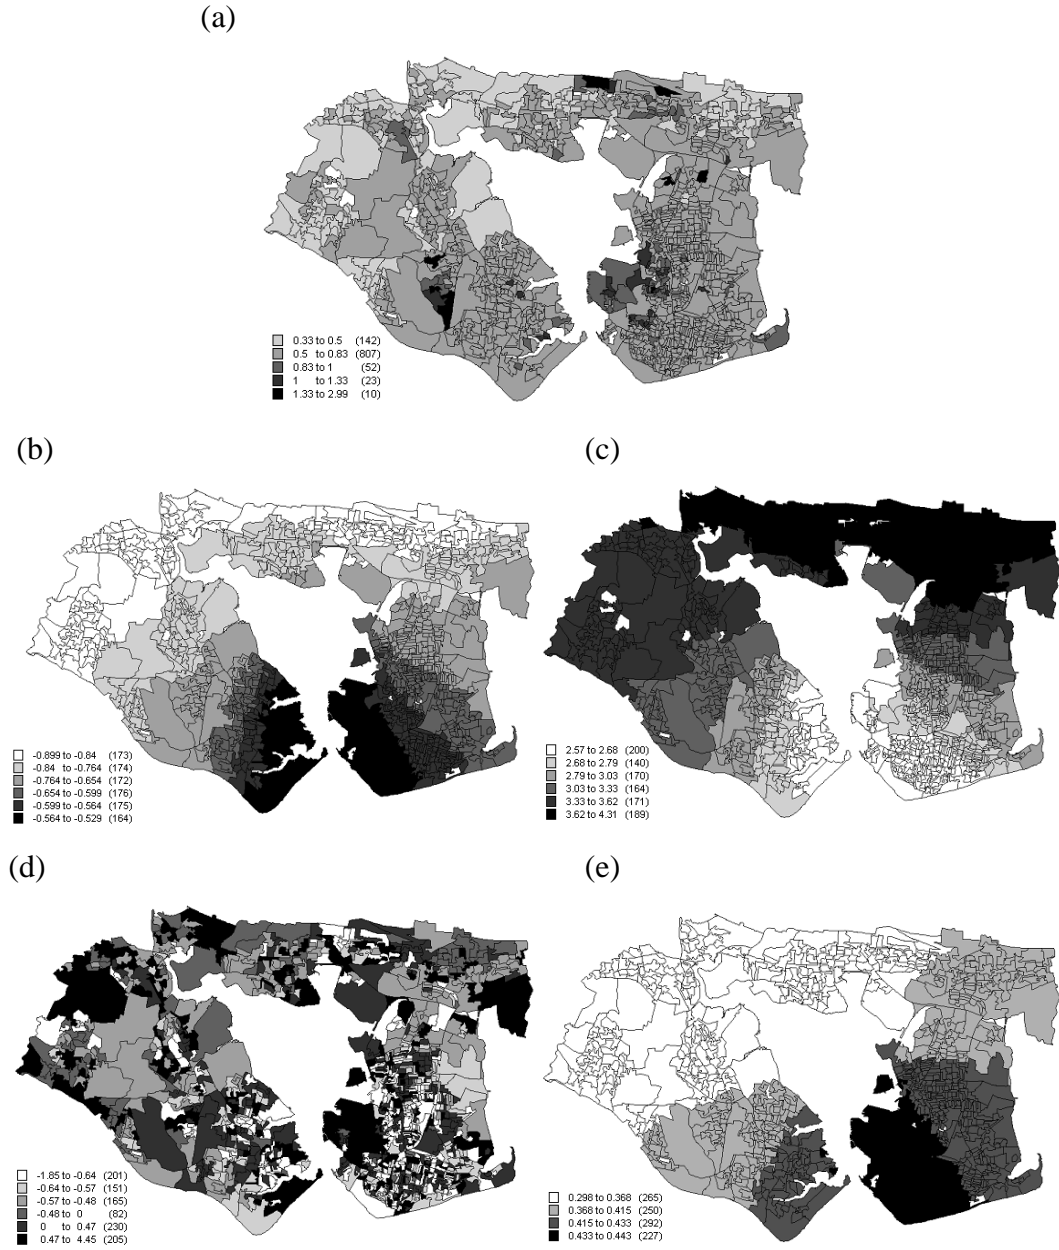 (a)
0.33 to 0.5 (142)
0.5 to 0.83 (807)
0.83 to 1 (52)
1 to 1.33 (23)
1.33 to 2.99 (10)
(b)
-0.899 to -0.84 (173)
-0.84 to -0.764 (174)
-0.764 to -0.654 (172)
-0.654 to -0.599 (176)
-0.599 to -0.564 (175)
-0.564 to -0.529 (164)
(c)
2.57 to 2.68 (200)
2.68 to 2.79 (140)
2.79 to 3.03 (170)
3.03 to 3.33 (164)
3.33 to 3.62 (171)
3.62 to 4.31 (189)
(d)
-1.85 to -0.64 (201)
-0.64 to -0.57 (151)
-0.57 to -0.48 (165)
-0.48 to 0 (82)
0 to 0.47 (230)
0.47 to 4.45 (205)
(e)
0.298 to 0.368 (265)
0.368 to 0.415 (250)
0.415 to 0.433 (292)
0.433 to 0.443 (227)